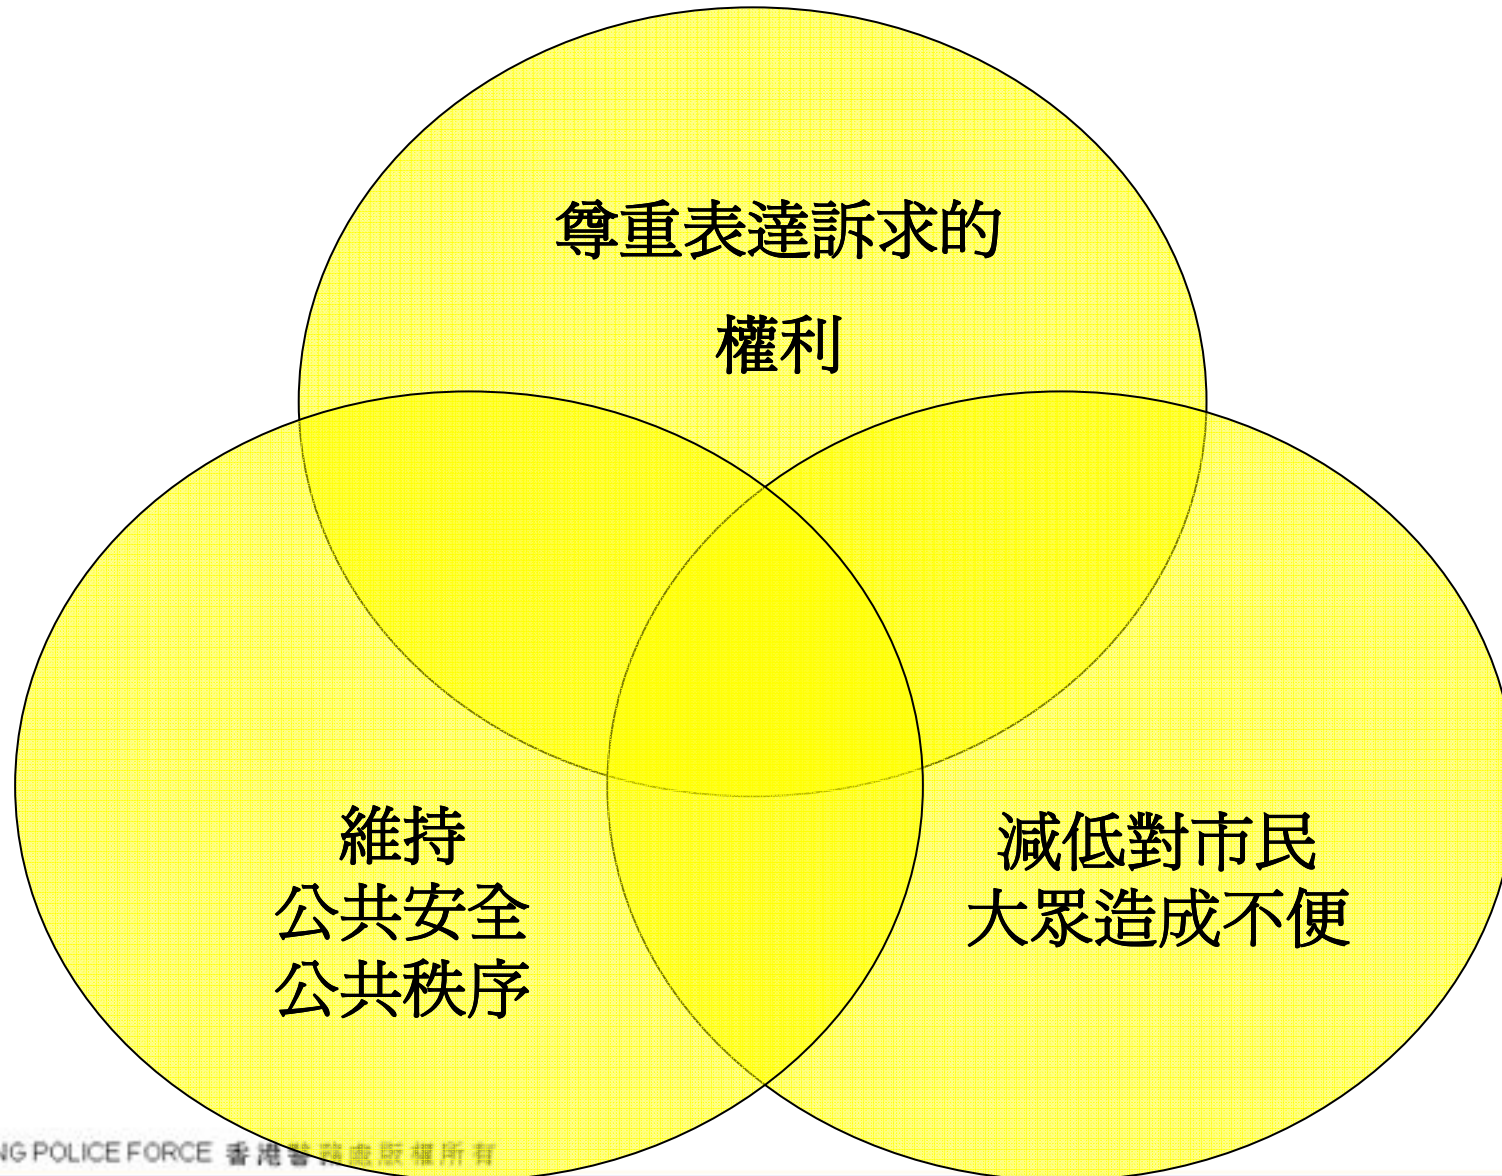 尊重表達訴求的
權利
維持
公共安全
公共秩序
減低對市民
大眾造成不便
NG POLICE FORCE 香港警務處版權所有